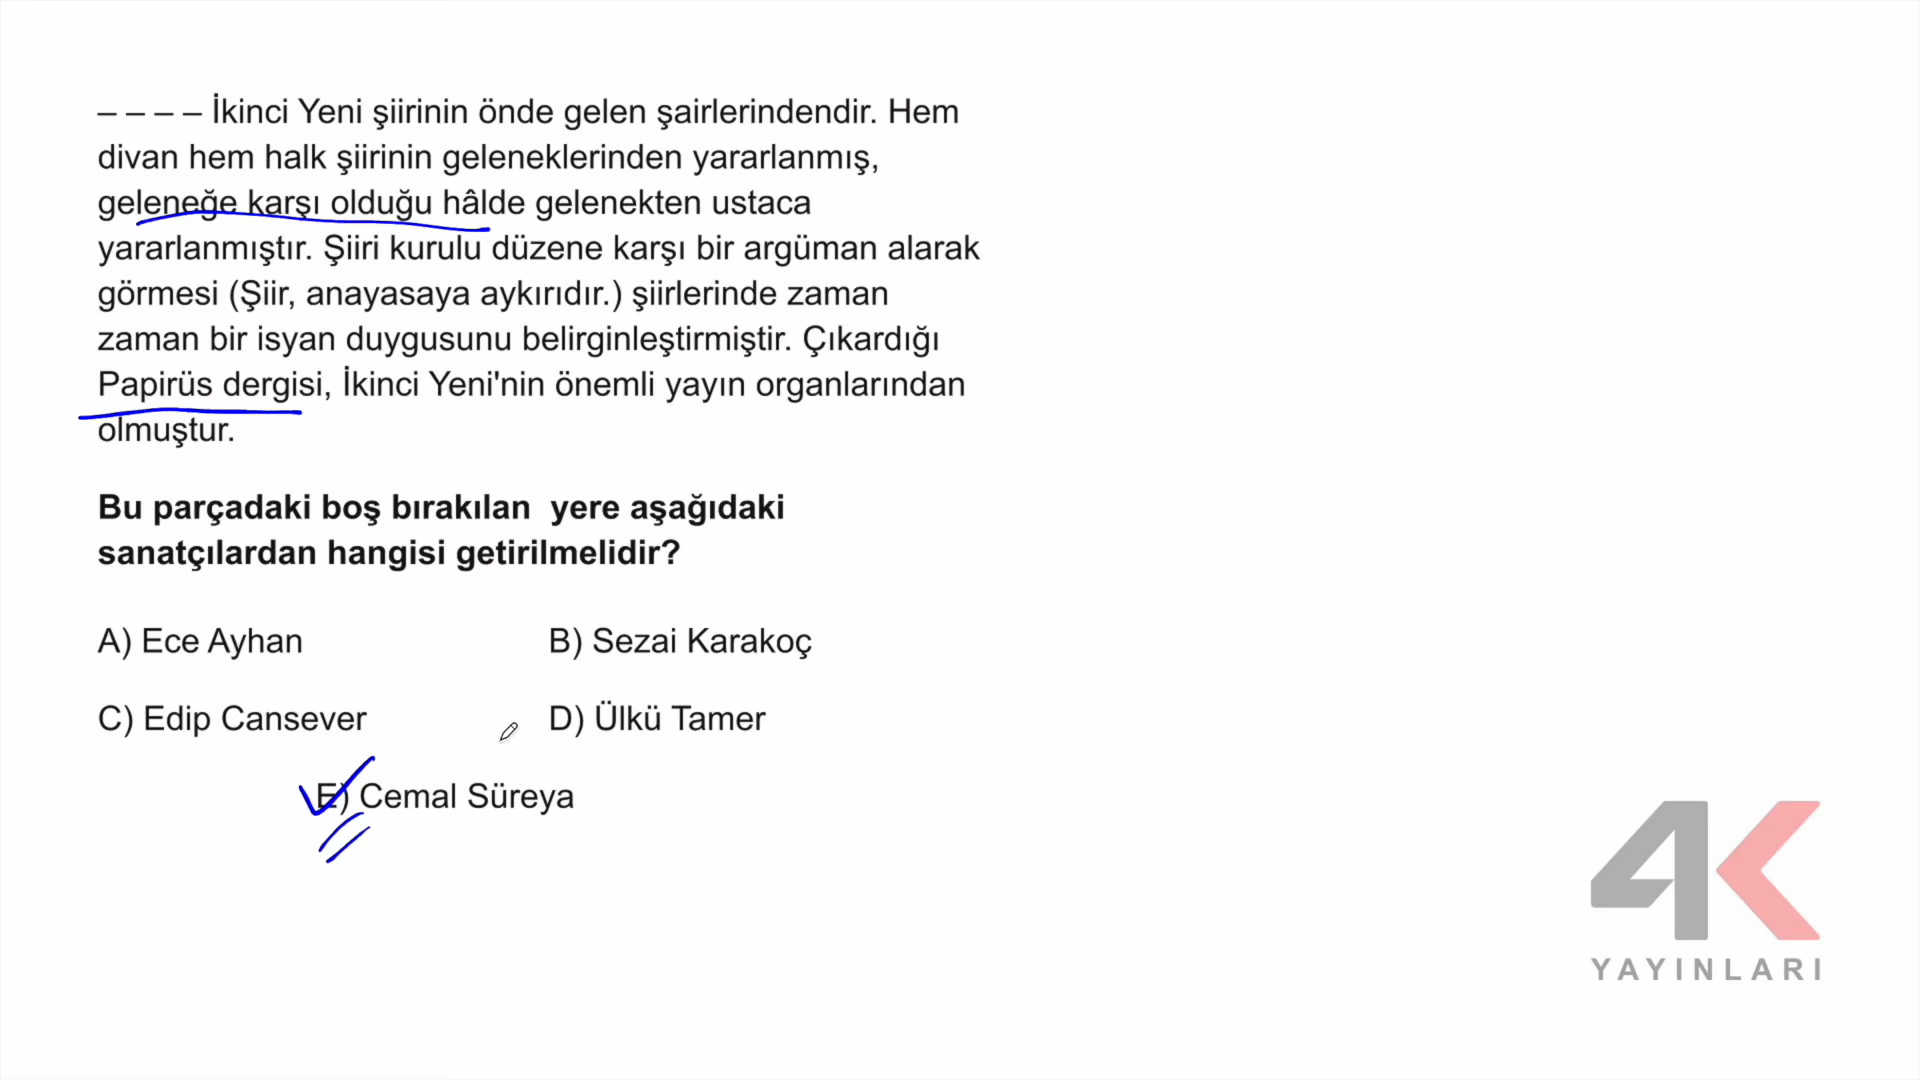 – – – – İkinci Yeni şiirinin önde gelen şairlerindendir. Hem
divan hem halk şiirinin geleneklerinden yararlanmış,
geleneğe karşı olduğu hâlde gelenekten ustaca
yararlanmıştır. Şiiri kurulu düzene karşı bir argüman alarak
görmesi (Şiir, anayasaya aykırıdır.) şiirlerinde zaman
zaman bir isyan duygusunu belirginleştirmiştir. Çıkardığı
Papirüs dergisi, İkinci Yeni'nin önemli yayın organlarından
olmuştur.
Bu parçadaki boş bırakılan yere aşağıdaki
sanatçılardan hangisi getirilmelidir?
A) Ece Ayhan
B) Sezai Karakoç
C) Edip Cansever
D) Ülkü Tamer
E) Cemal Süreya
4K
YAYINLARI